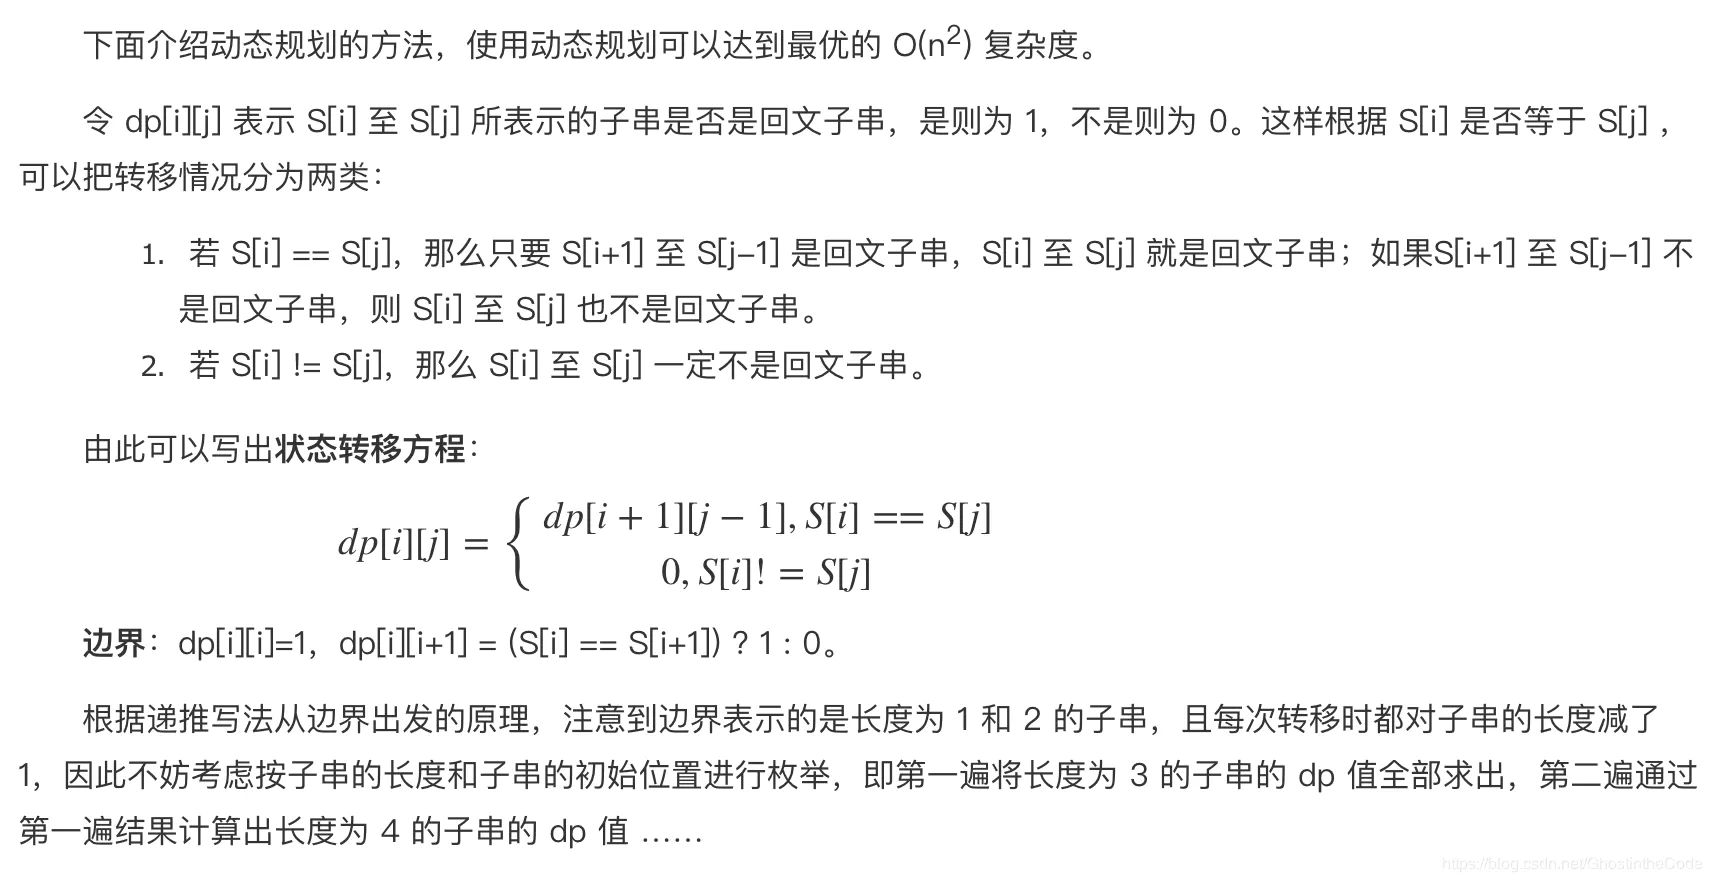 下面介绍动态规划的方法，使用动态规划可以达到最优的 O(n²) 复杂度。
令 dp[i][j] 表示 S[i] 至 S[j] 所表示的子串是否是回文子串，是则为 1，不是则为 0。这样根据 S[i] 是否等于 S[j] ，
可以把转移情况分为两类：
1. 若 S[i] == S[j]，那么只要 S[i+1] 至 S[j-1] 是回文子串，S[i] 至 S[j] 就是回文子串；如果S[i+1] 至 S[j-1] 不
是回文子串，则 S[i] 至 S[j] 也不是回文子串。
2. 若 S[i] != S[j]，那么 S[i] 至 S[j] 一定不是回文子串。
由此可以写出状态转移方程：
dp[i][j] = { dp[i + 1][j − 1], S[i] == S[j]
0, S[i]! = S[j]
边界：dp[i][i]=1，dp[i][i+1] = (S[i] == S[i+1]) ? 1 : 0。
根据递推写法从边界出发的原理，注意到边界表示的是长度为 1 和 2 的子串，且每次转移时都对子串的长度减了
1，因此不妨考虑按子串的长度和子串的初始位置进行枚举，即第一遍将长度为 3 的子串的 dp 值全部求出，第二遍通过
第一遍结果计算出长度为 4 的子串的 dp 值 ……
https://blog.csdn.net/GhostintheCode